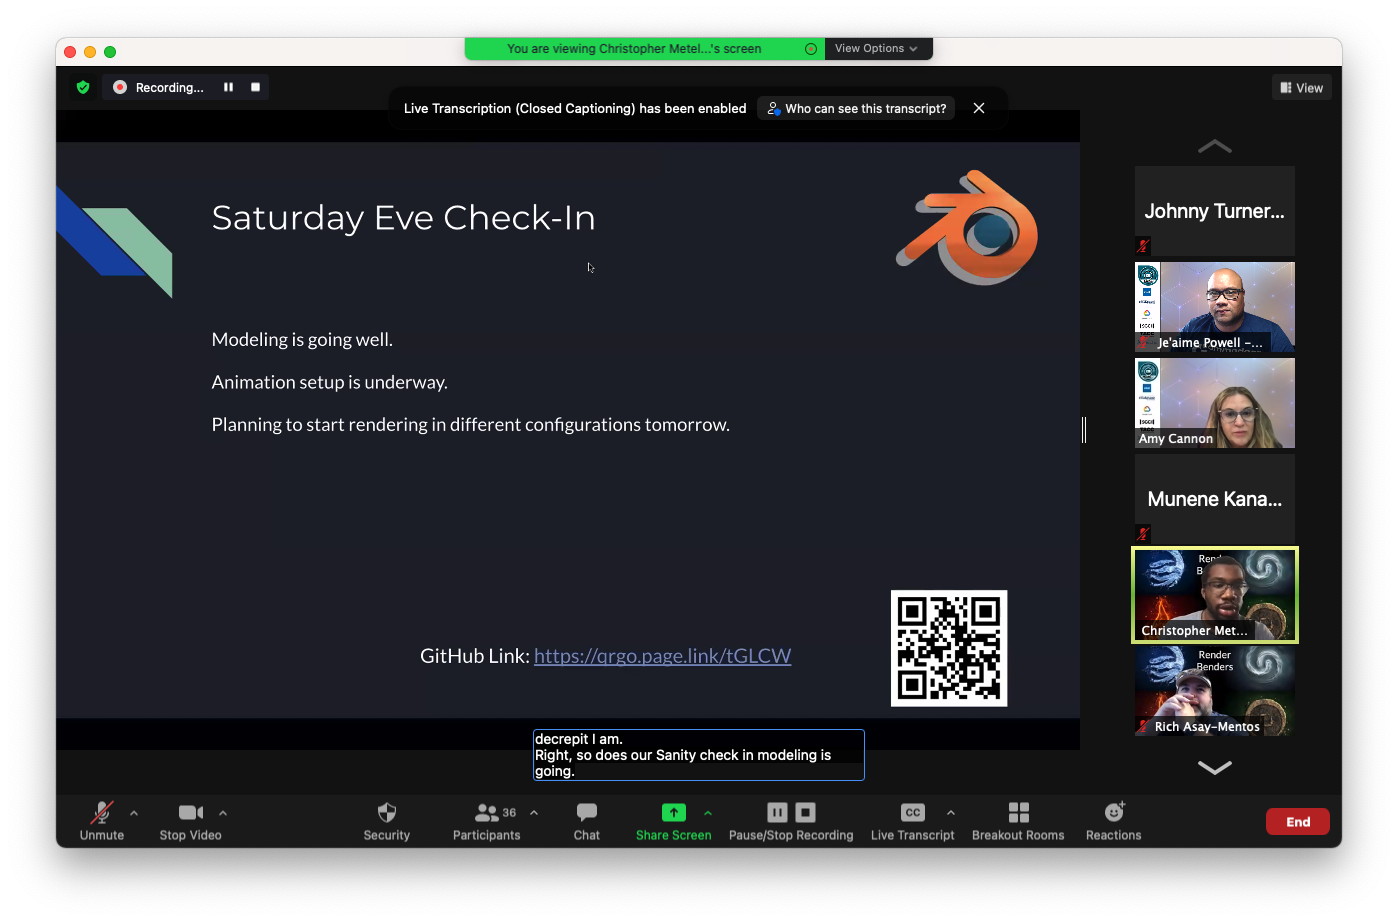 You are viewing Christopher Metel...'s screen
View Options
Recording...
View
Live Transcription (Closed Captioning) has been enabled
Who can see this transcript?
Saturday Eve Check-In
Modeling is going well.
Animation setup is underway.
Planning to start rendering in different configurations tomorrow.
GitHub Link: https://qrgo.page.link/tGLCW
Johnny Turner...
Je'aime Powell -...
Amy Cannon
Munene Kana...
Christopher Met...
Render
Benders
Rich Asay-Mentos
decrepit I am.
Right, so does our Sanity check in modeling is
going.
Unmute
Stop Video
Security
Participants
36
Chat
Share Screen
Pause/Stop Recording
CC
Live Transcript
Breakout Rooms
Reactions
End